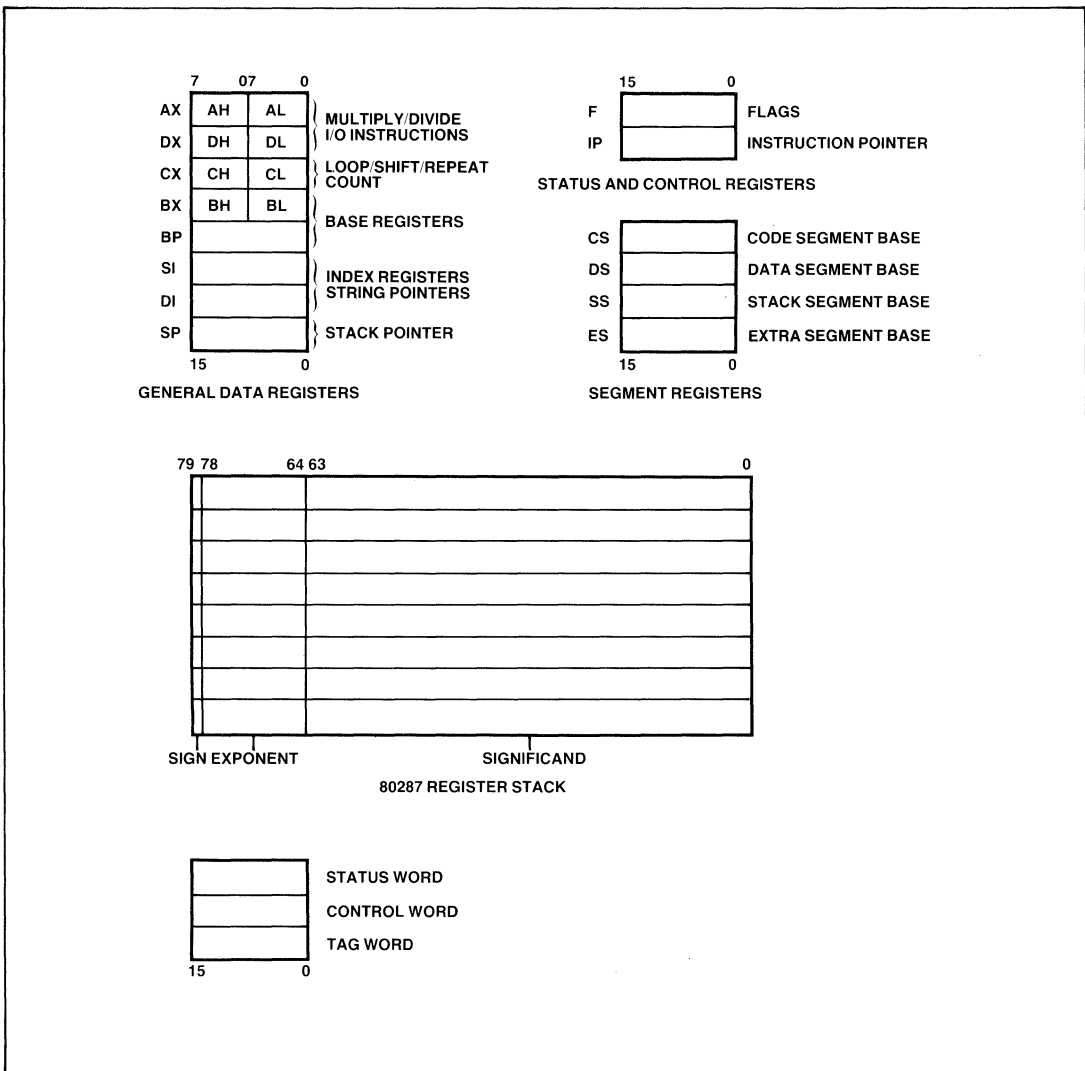 7 07 0
AX AH AL
DX DH DL
MULTIPLY/DIVIDE
I/O INSTRUCTIONS
CX CH CL
LOOP/SHIFT/REPEAT
COUNT
BX BH BL
BP
BASE REGISTERS
SI
DI
INDEX REGISTERS
STRING POINTERS
SP STACK POINTER
15 0
GENERAL DATA REGISTERS
15 0
F FLAGS
IP INSTRUCTION POINTER
STATUS AND CONTROL REGISTERS
CS CODE SEGMENT BASE
DS DATA SEGMENT BASE
SS STACK SEGMENT BASE
ES EXTRA SEGMENT BASE
15 0
SEGMENT REGISTERS
79 78 64 63 0
SIGN EXPONENT SIGNIFICAND
80287 REGISTER STACK
STATUS WORD
CONTROL WORD
TAG WORD
15 0